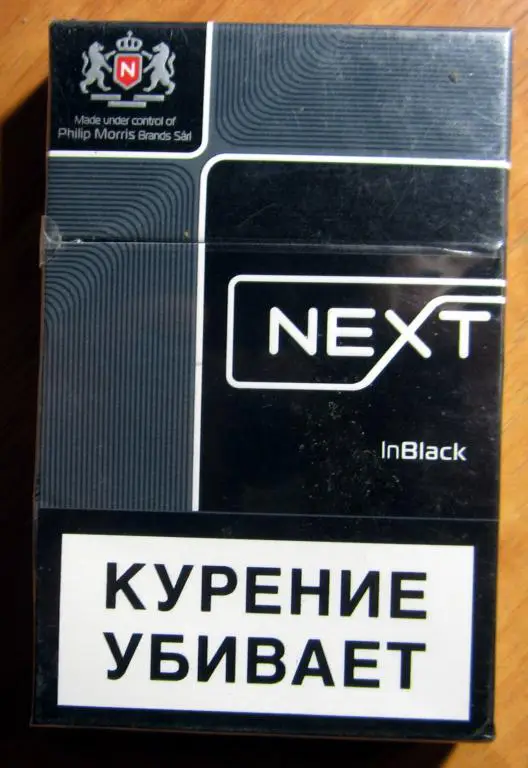 N
Made under control of
Philip Morris Brands Sàrl
NEXT
InBlack
КУРЕНИЕ
УБИВАЕТ